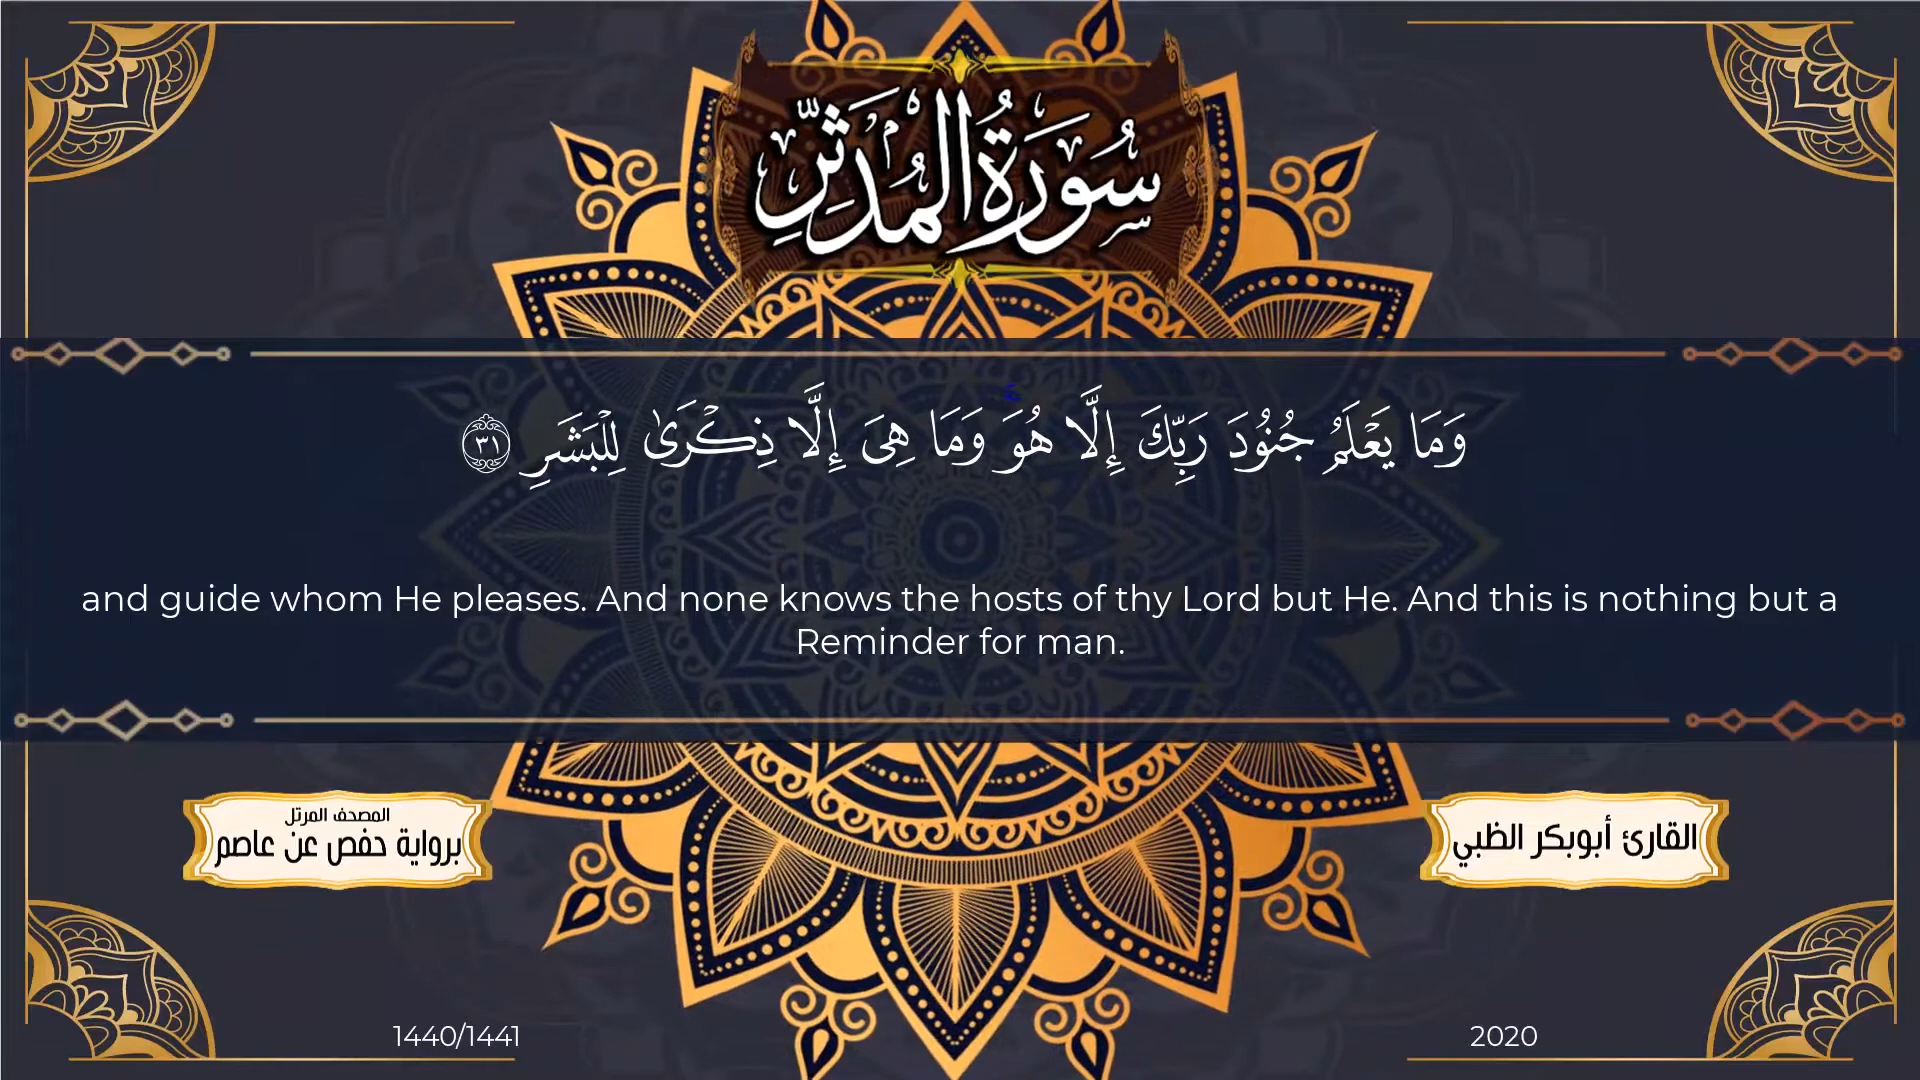 سُورَةُ الْمُدَّثِّرِ
وَمَا يَعْلَمُ جُنُودَ رَبِّكَ إِلَّا هُوَ ۚ وَمَا هِىَ إِلَّا ذِكْرَىٰ لِلْبَشَرِ ٣١
and guide whom He pleases. And none knows the hosts of thy Lord but He. And this is nothing but a
Reminder for man.
القارئ أبوبكر الظبي
المصحف المرتل
برواية حفص عن عاصم
1440/1441
2020